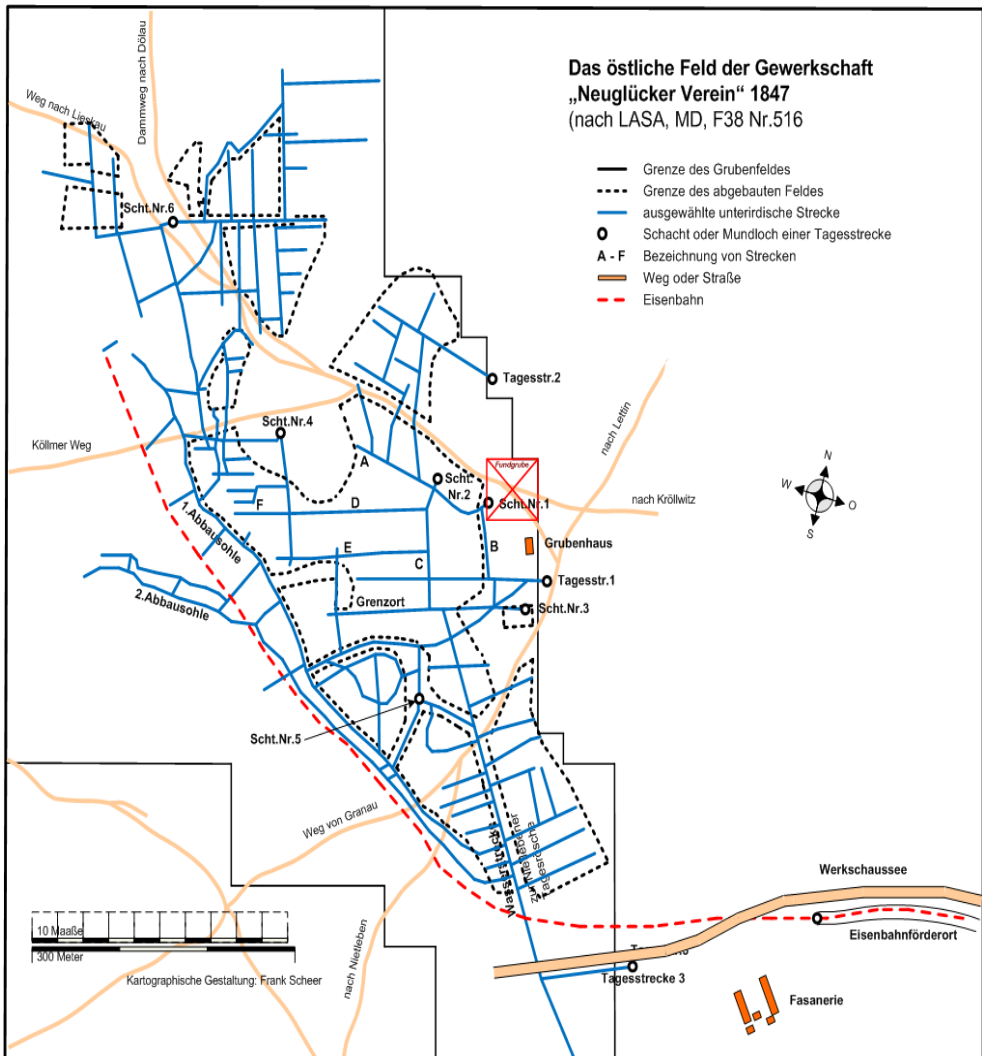 Das östliche Feld der Gewerkschaft
„Neuglücker Verein“ 1847
(nach LASA, MD, F38 Nr.516
Grenze des Grubenfeldes
Grenze des abgebauten Feldes
ausgewählte unterirdische Strecke
Schacht oder Mundloch einer Tagesstrecke
A - F Bezeichnung von Strecken
Weg oder Straße
Eisenbahn
Dammweg nach Dölau
Weg nach Lieskau
Scht.Nr.6
Tagesstr.2
nach Lettin
Köllmer Weg
Scht.Nr.4
A
Scht.
Nr.2
Fundgrube
Scht.Nr.1
nach Kröllwitz
N
W
O
S
F
D
1.Abbausohle
E
C
B
Grubenhaus
Tagesstr.1
2.Abbausohle
Grenzort
Scht.Nr.3
Scht.Nr.5
Weg von Granau
Wasserstrecke
zur Nietlebener
Tagesrösche
Werkschaussee
Eisenbahnförderort
Tagesstrecke 3
Fasanerie
nach Nietleben
10 Maaße
300 Meter
Kartographische Gestaltung: Frank Scheer